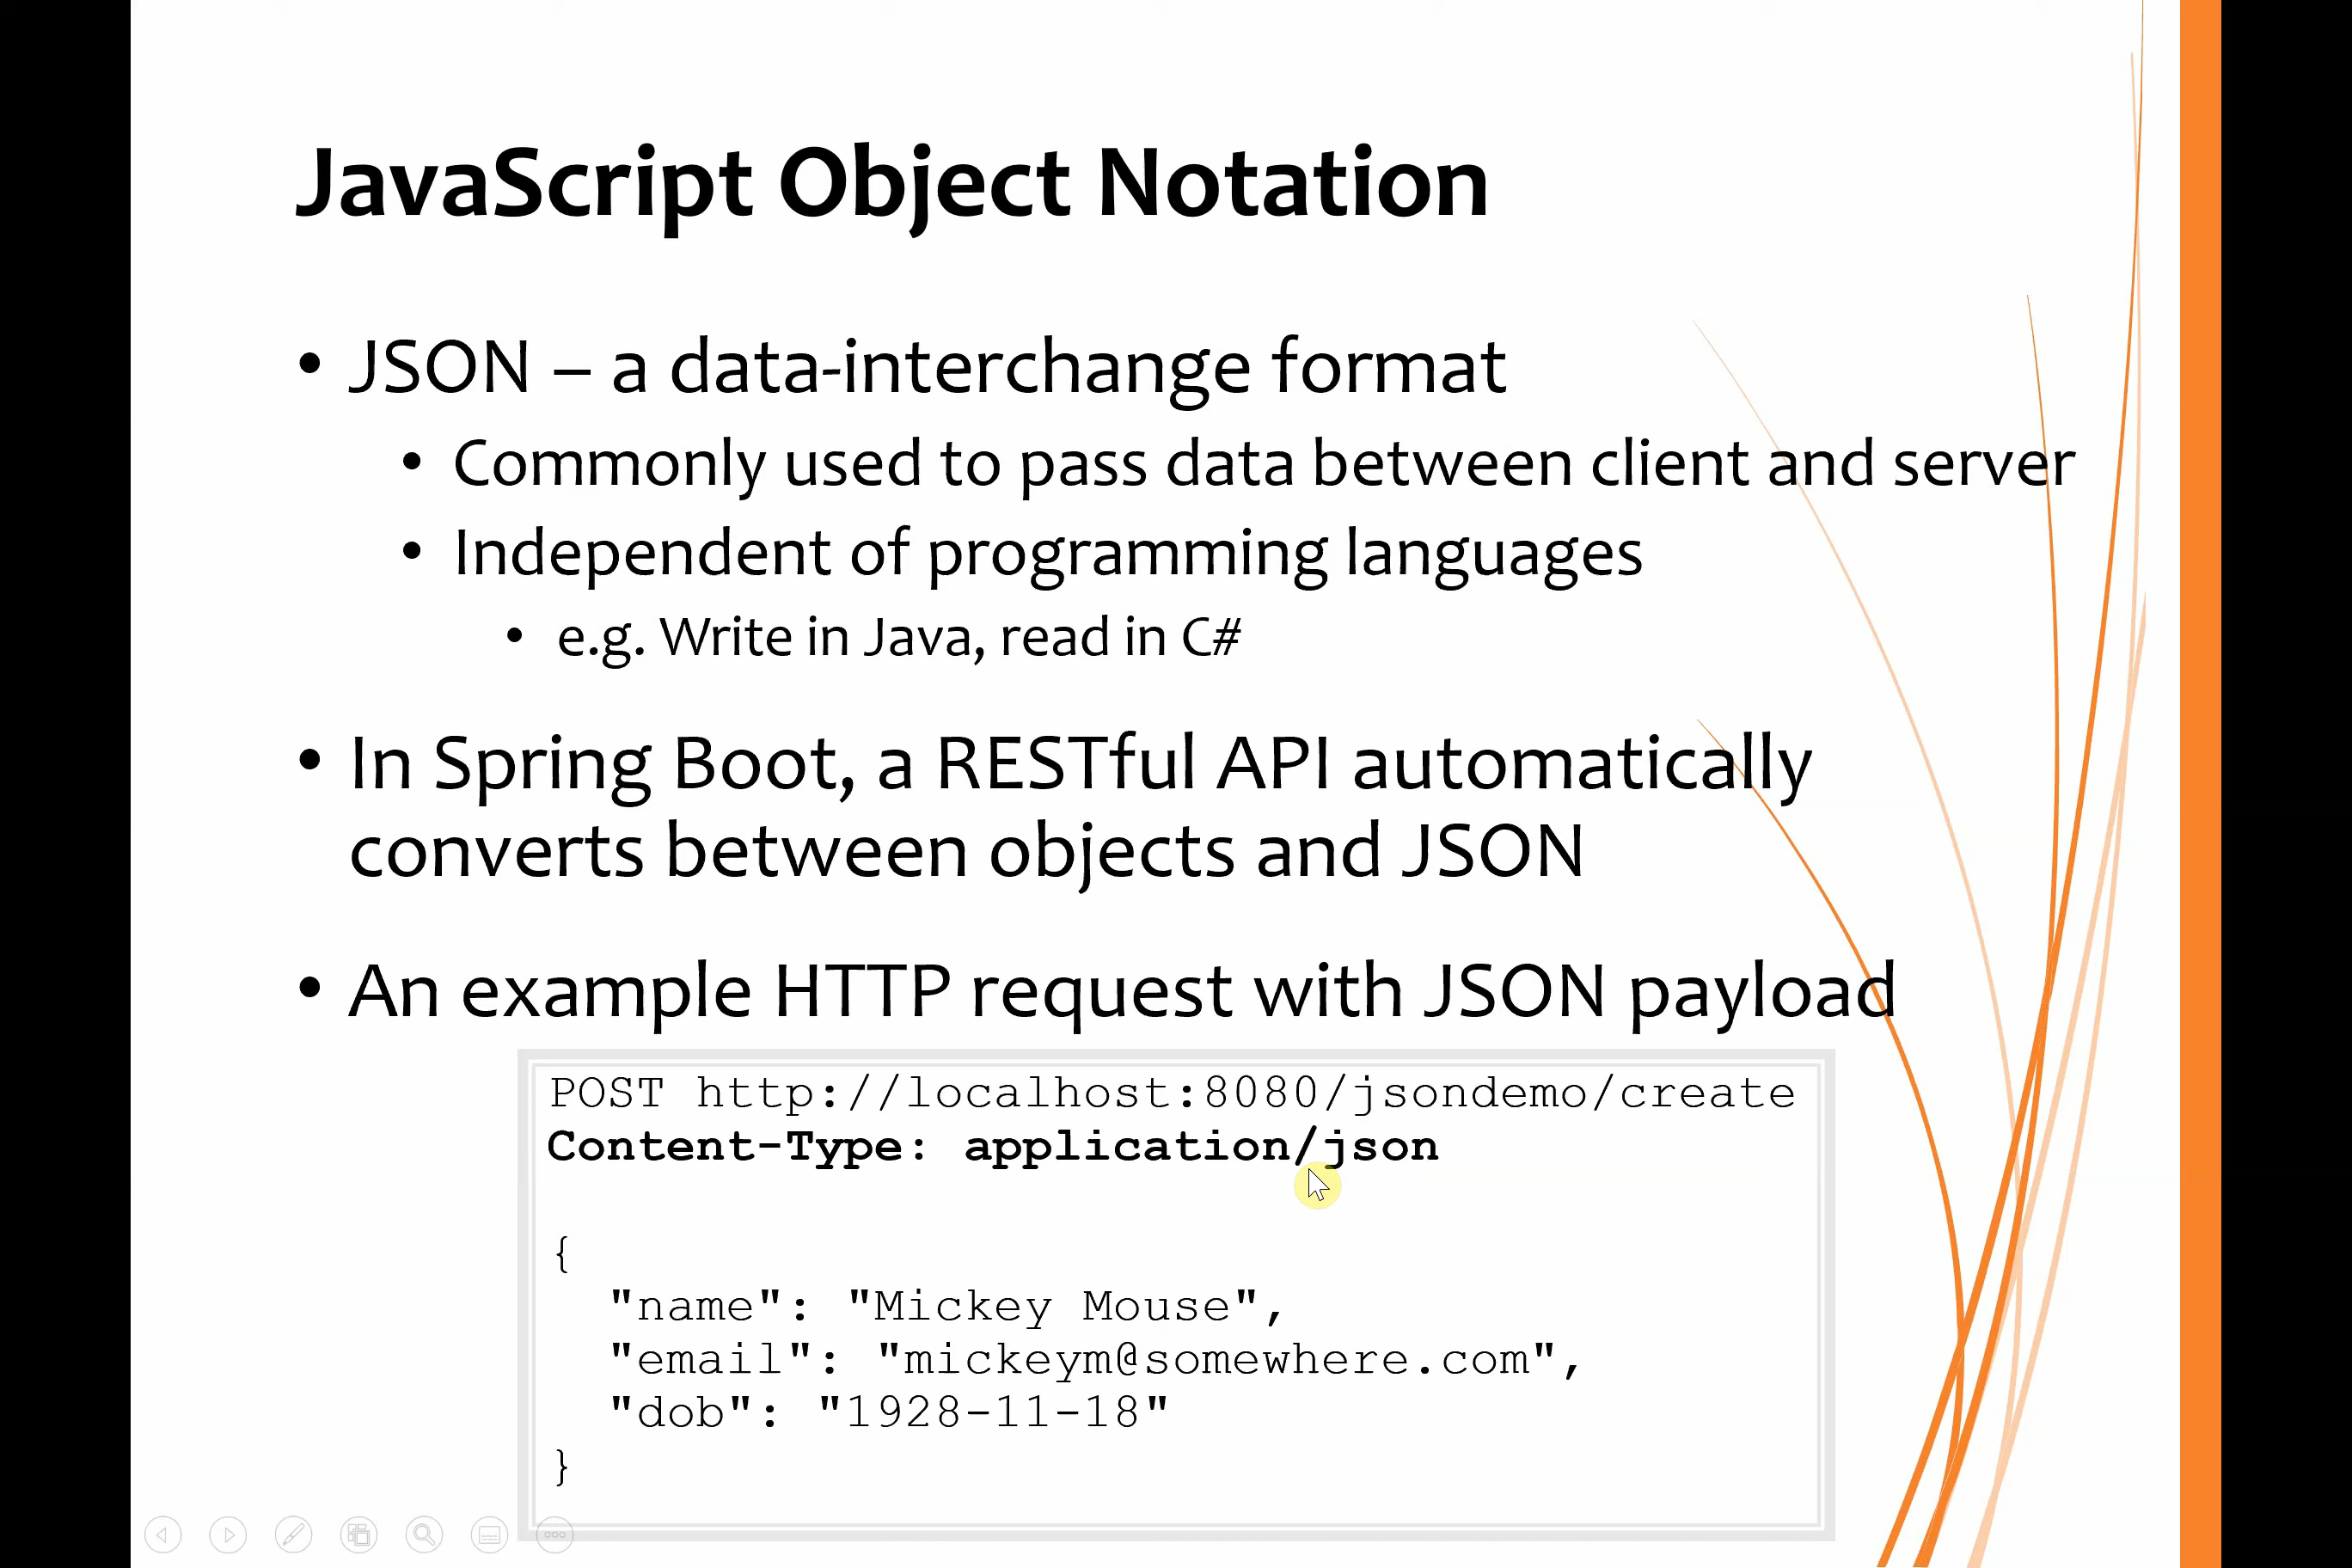 JavaScript Object Notation
• JSON – a data-interchange format
• Commonly used to pass data between client and server
• Independent of programming languages
• e.g. Write in Java, read in C#
• In Spring Boot, a RESTful API automatically
converts between objects and JSON
• An example HTTP request with JSON payload
POST http://localhost:8080/jsondemo/create
Content-Type: application/json
{
"name": "Mickey Mouse",
"email": "mickeym@somewhere.com",
"dob": "1928-11-18"
}